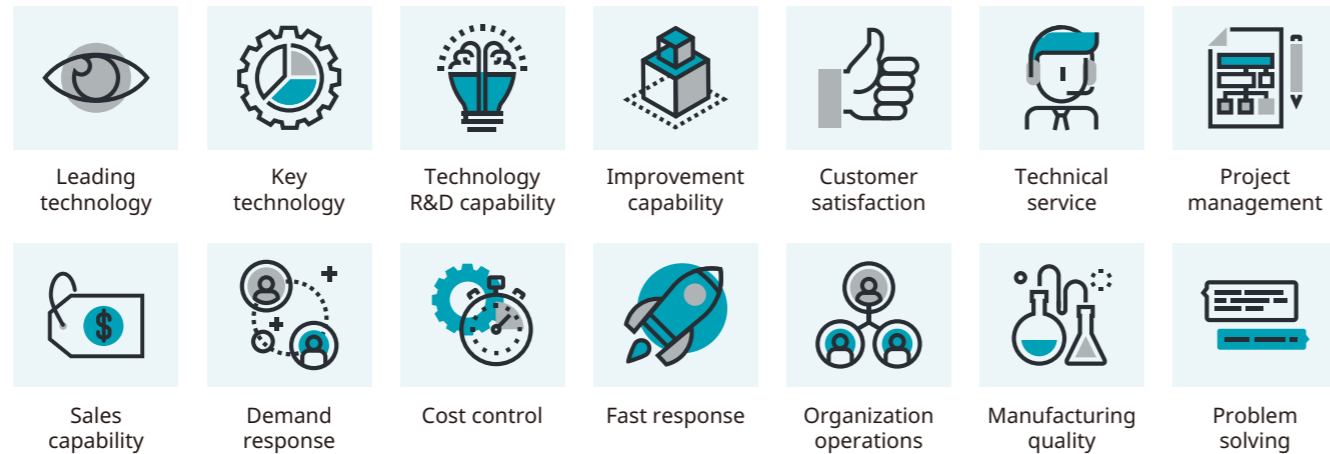 Leading
technology
Key
technology
Technology
R&D capability
Improvement
capability
Customer
satisfaction
Technical
service
Project
management
$
Sales
capability
Demand
response
Cost control
Fast response
Organization
operations
Manufacturing
quality
Problem
solving